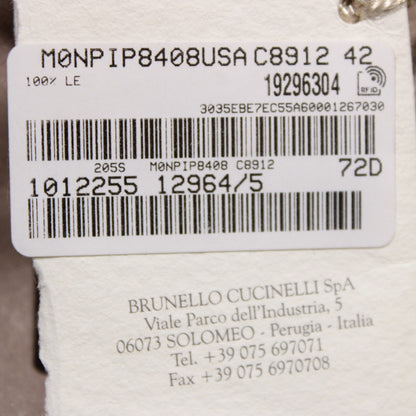 M0NPIP8408USA C8912 42
100% LE 19296304
RFID
3035EBE7EC55A60001267030
205S M0NPIP8408 C8912 72D
1012255 12964/5
BRUNELLO CUCINELLI SpA
Viale Parco dell'Industria, 5
06073 SOLOMEO - Perugia - Italia
Tel. +39 075 697071
Fax +39 075 6970708